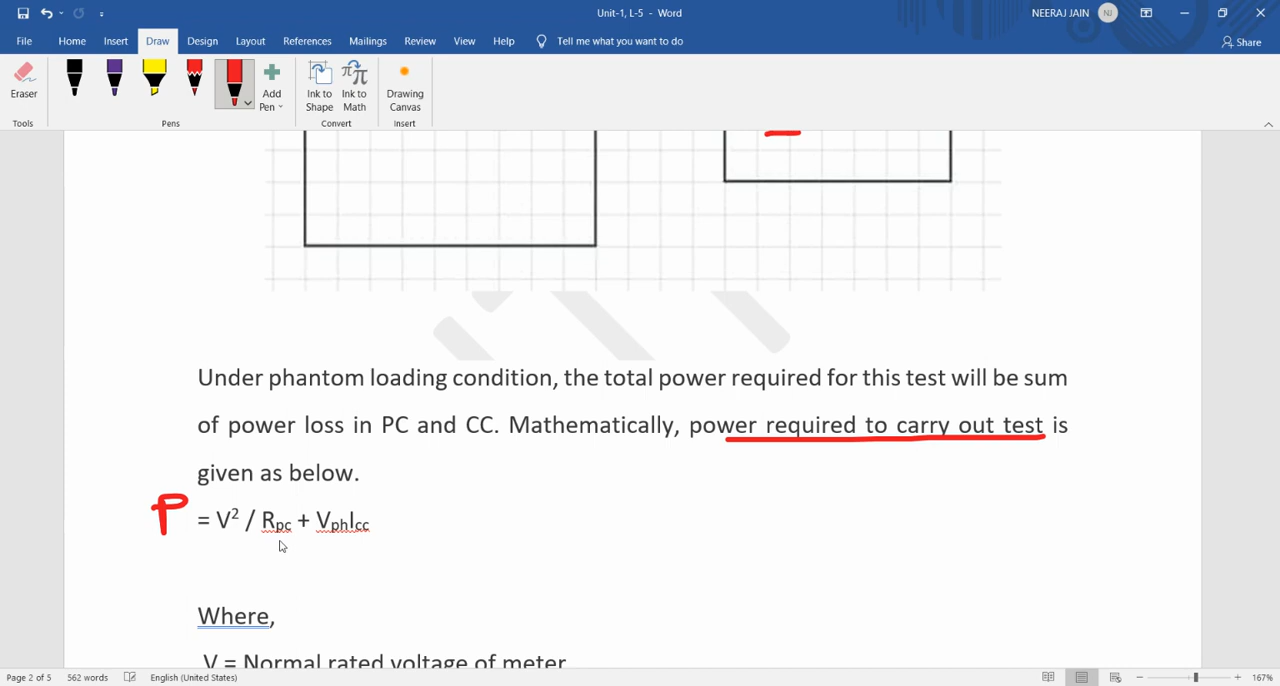 Unit-1, L-5 - Word
NEERAJ JAIN
NJ
File Home Insert Draw Design Layout References Mailings Review View Help Tell me what you want to do
Share
Eraser
Add Pen
Ink to Shape
Ink to Math
Drawing Canvas
Tools Pens Convert Insert
Under phantom loading condition, the total power required for this test will be sum
of power loss in PC and CC. Mathematically, power required to carry out test is
given as below.
P = V² / Rpc + VphIcc
Where,
V = Normal rated voltage of meter
Page 2 of 5 562 words English (United States) 167%